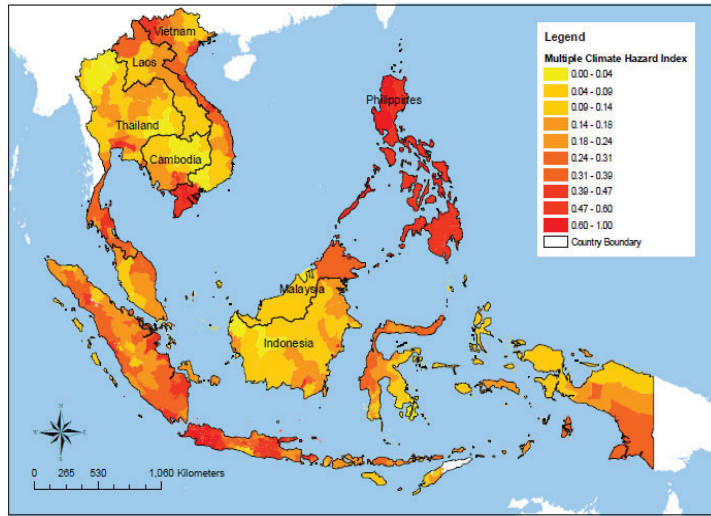 Vietnam
Laos
Thailand
Cambodia
Philippines
Malaysia
Indonesia
Legend
Multiple Climate Hazard Index
0.00 - 0.04
0.04 - 0.09
0.09 - 0.14
0.14 - 0.18
0.18 - 0.24
0.24 - 0.31
0.31 - 0.39
0.39 - 0.47
0.47 - 0.60
0.60 - 1.00
Country Boundary
N
W E
S
0 265 530 1,060 Kilometers